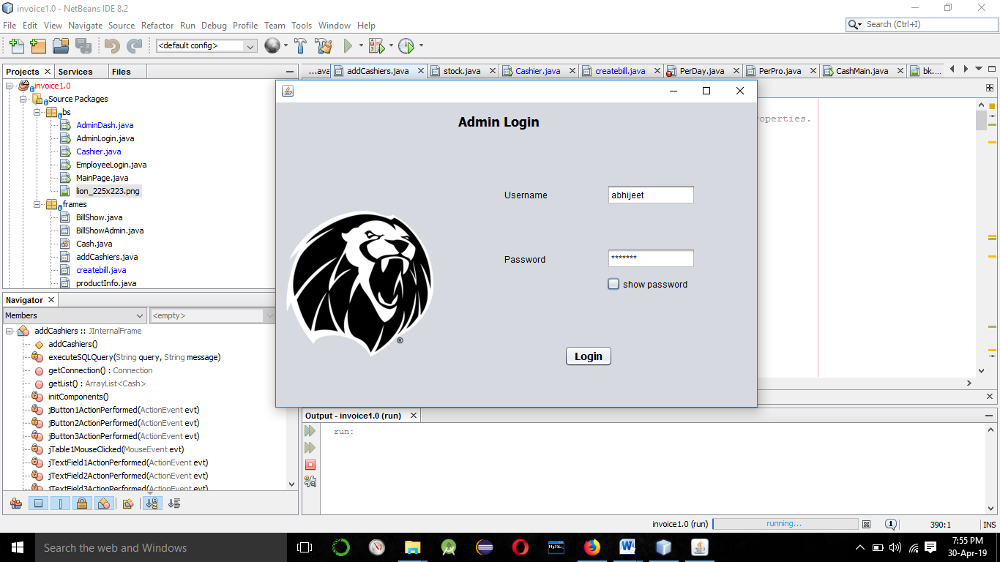 invoice1.0 - NetBeans IDE 8.2
File Edit View Navigate Source Refactor Run Debug Profile Team Tools Window Help
Search (Ctrl+I)
<default config>
Projects Services Files
...ava addCashiers.java stock.java Cashier.java createbill.java PerDay.java PerPro.java CashMain.java bk....
invoice1.0
Source Packages
bs
AdminDash.java
AdminLogin.java
Cashier.java
EmployeeLogin.java
MainPage.java
lion_225x223.png
frames
BillShow.java
BillShowAdmin.java
Cash.java
addCashiers.java
createbill.java
productInfo.java
operties.
Admin Login
Username abhijeet
Password *******
show password
®
Login
Navigator
Members <empty>
addCashiers :: JInternalFrame
addCashiers()
executeSQLQuery(String query, String message)
getConnection() : Connection
getList() : ArrayList<Cash>
initComponents()
jButton1ActionPerformed(ActionEvent evt)
jButton2ActionPerformed(ActionEvent evt)
jButton3ActionPerformed(ActionEvent evt)
jTable1MouseClicked(MouseEvent evt)
jTextField1ActionPerformed(ActionEvent evt)
jTextField2ActionPerformed(ActionEvent evt)
jTextField3ActionPerformed(ActionEvent evt)
Output - invoice1.0 (run)
run:
invoice1.0 (run) running... 1 390:1 INS
Search the web and Windows
MySQL
7:55 PM
30-Apr-19